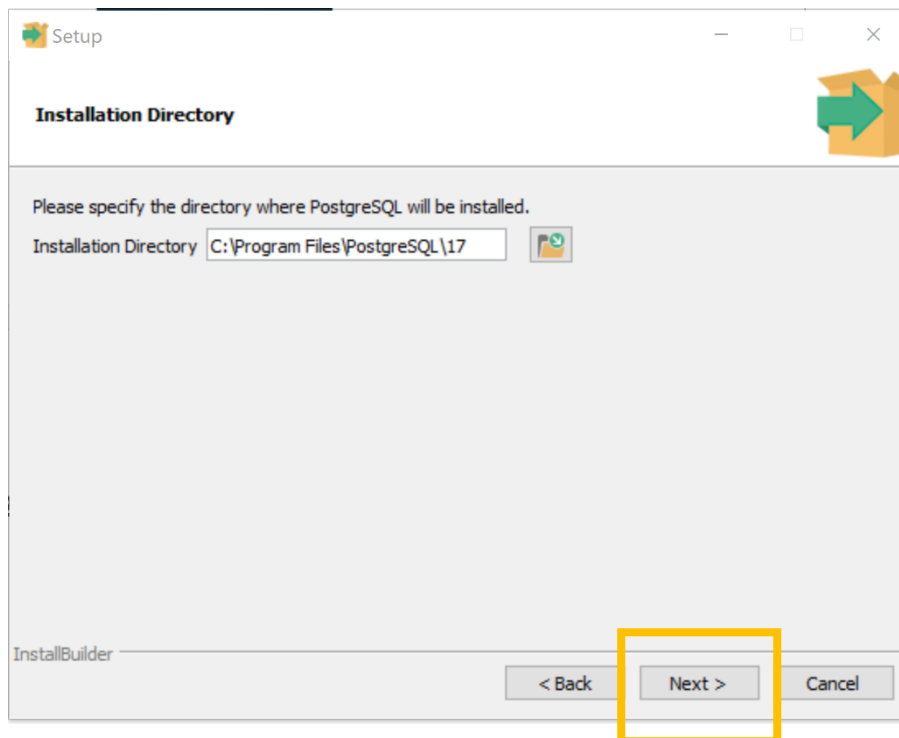 Setup
Installation Directory
Please specify the directory where PostgreSQL will be installed.
Installation Directory C:\Program Files\PostgreSQL\17
InstallBuilder
< Back Next > Cancel